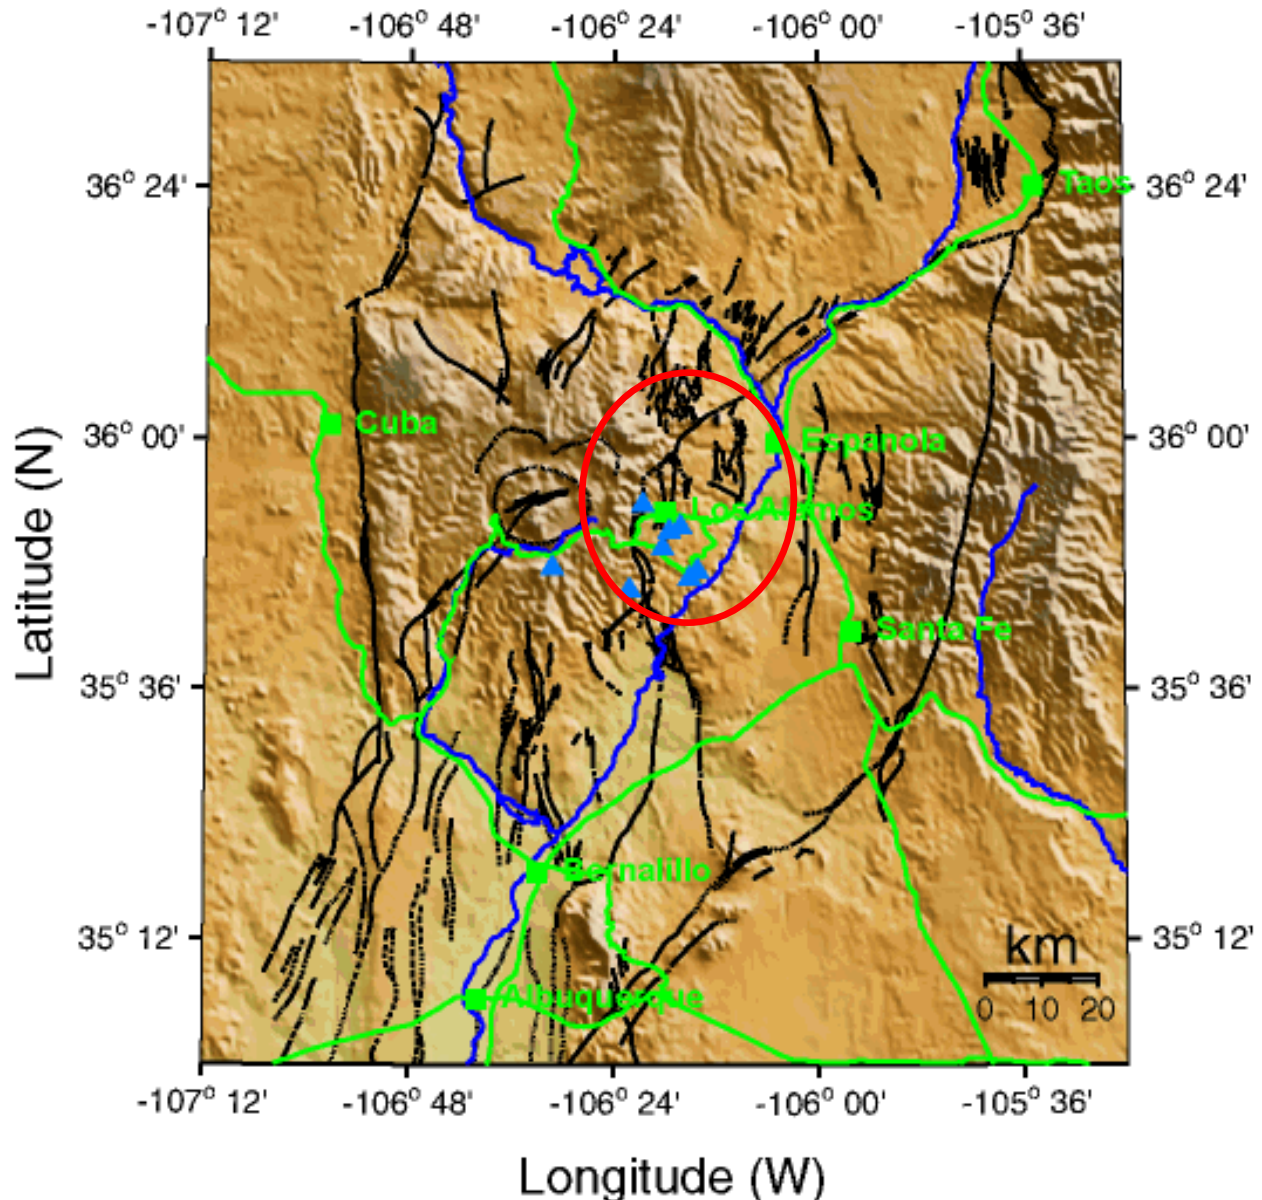 -107° 12' -106° 48' -106° 24' -106° 00' -105° 36'
36° 24' Taos 36° 24'
Cuba
36° 00' Espanola 36° 00'
Los Alamos
Santa Fe
35° 36' 35° 36'
Bernalillo
35° 12' km 35° 12'
Albuquerque 0 10 20
-107° 12' -106° 48' -106° 24' -106° 00' -105° 36'
Longitude (W)
Latitude (N)